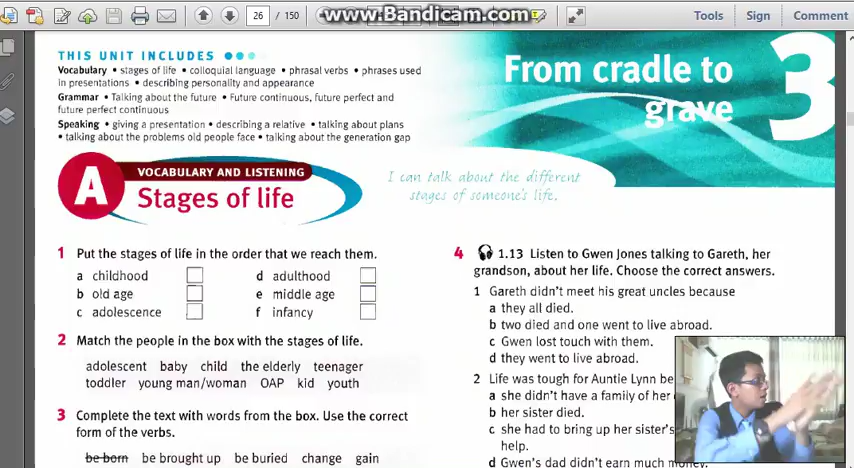 26 / 150
www.Bandicam.com
Tools
Sign
Comment
THIS UNIT INCLUDES
Vocabulary • stages of life • colloquial language • phrasal verbs • phrases used
in presentations • describing personality and appearance
Grammar • Talking about the future • Future continuous, future perfect and
future perfect continuous
Speaking • giving a presentation • describing a relative • talking about plans
• talking about the problems old people face • talking about the generation gap
From cradle to
grave
3
A
VOCABULARY AND LISTENING
Stages of life
I can talk about the different
stages of someone's life.
1 Put the stages of life in the order that we reach them.
a childhood
b old age
c adolescence
d adulthood
e middle age
f infancy
2 Match the people in the box with the stages of life.
adolescent baby child the elderly teenager
toddler young man/woman OAP kid youth
3 Complete the text with words from the box. Use the correct
form of the verbs.
be born be brought up be buried change gain
4 1.13 Listen to Gwen Jones talking to Gareth, her
grandson, about her life. Choose the correct answers.
1 Gareth didn't meet his great uncles because
a they all died.
b two died and one went to live abroad.
c Gwen lost touch with them.
d they went to live abroad.
2 Life was tough for Auntie Lynn be
a she didn't have a family of her
b her sister died.
c she had to bring up her sister's
help.
d Gwen's dad didn't earn much money.